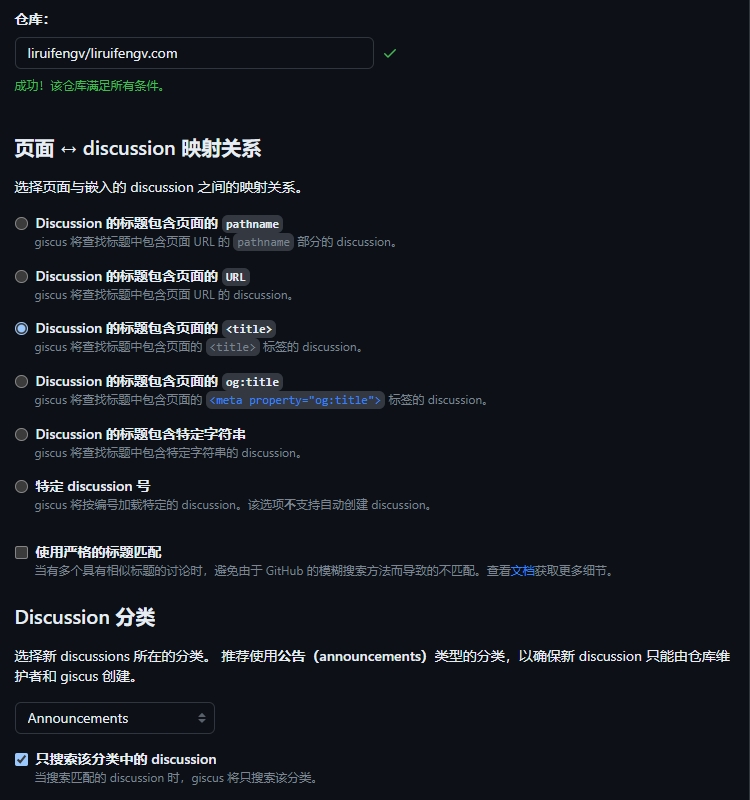 仓库:
liruifengv/liruifengv.com
成功！该仓库满足所有条件。
页面 ↔ discussion 映射关系
选择页面与嵌入的 discussion 之间的映射关系。
Discussion 的标题包含页面的 pathname
giscus 将查找标题中包含页面 URL 的 pathname 部分的 discussion。
Discussion 的标题包含页面的 URL
giscus 将查找标题中包含页面 URL 的 discussion。
Discussion 的标题包含页面的 <title>
giscus 将查找标题中包含页面的 <title> 标签的 discussion。
Discussion 的标题包含页面的 og:title
giscus 将查找标题中包含页面的 <meta property="og:title"> 标签的 discussion。
Discussion 的标题包含特定字符串
giscus 将查找标题中包含特定字符串的 discussion。
特定 discussion 号
giscus 将按编号加载特定的 discussion。该选项不支持自动创建 discussion。
使用严格的标题匹配
当有多个具有相似标题的讨论时，避免由于 GitHub 的模糊搜索方法而导致的不匹配。查看文档获取更多细节。
Discussion 分类
选择新 discussions 所在的分类。 推荐使用公告（announcements）类型的分类，以确保新 discussion 只能由仓库维
护者和 giscus 创建。
Announcements
只搜索该分类中的 discussion
当搜索匹配的 discussion 时，giscus 将只搜索该分类。